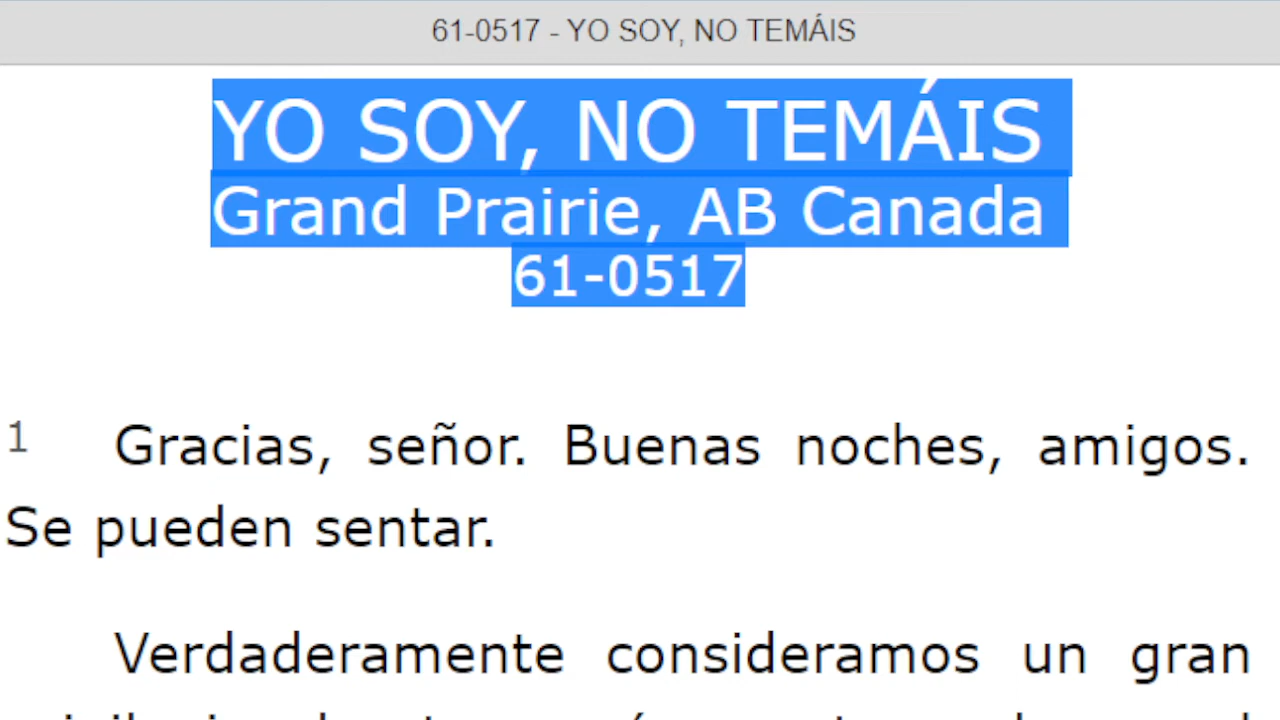 61-0517 - YO SOY, NO TEMÁIS
YO SOY, NO TEMÁIS
Grand Prairie, AB Canada
61-0517
1 Gracias, señor. Buenas noches, amigos.
Se pueden sentar.
Verdaderamente consideramos un gran